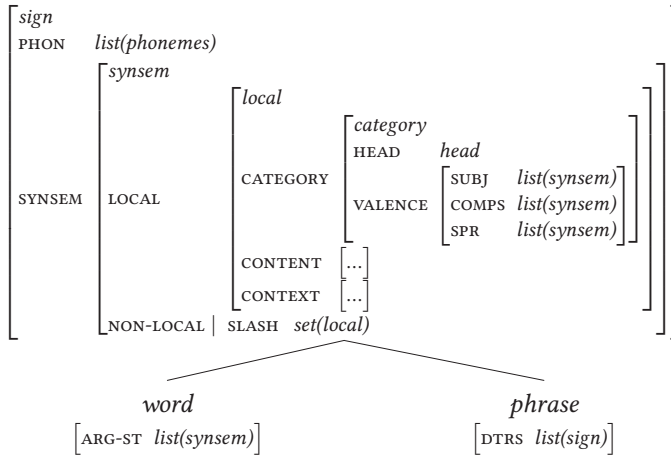 sign
PHON list(phonemes)
synsem
local
category
HEAD head
SUBJ list(synsem)
CATEGORY
SYNSEM LOCAL VALENCE COMPS list(synsem)
SPR list(synsem)
CONTENT [...]
CONTEXT [...]
NON-LOCAL | SLASH set(local)
word phrase
[ARG-ST list(synsem)] [DTRS list(sign)]